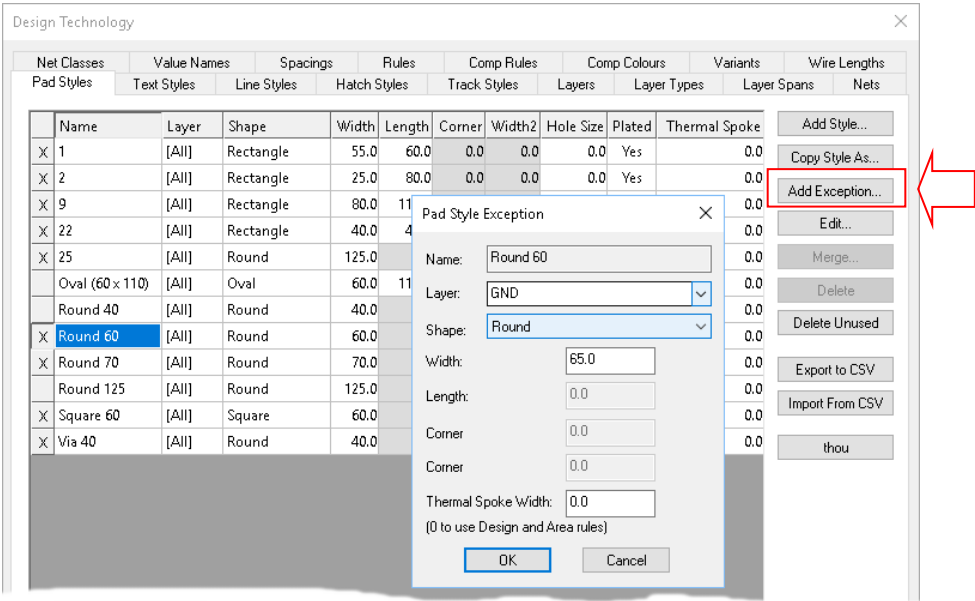 Design Technology
Net Classes Value Names Spacings Rules Comp Rules Comp Colours Variants Wire Lengths
Pad Styles Text Styles Line Styles Hatch Styles Track Styles Layers Layer Types Layer Spans Nets
Name Layer Shape Width Length Corner Width2 Hole Size Plated Thermal Spoke
X 1 [All] Rectangle 55.0 60.0 0.0 0.0 0.0 Yes 0.0
X 2 [All] Rectangle 25.0 80.0 0.0 0.0 0.0 Yes 0.0
X 9 [All] Rectangle 80.0 11 0.0
X 22 [All] Rectangle 40.0 4 0.0
X 25 [All] Round 125.0 0.0
Oval (60 x 110) [All] Oval 60.0 11 0.0
Round 40 [All] Round 40.0 0.0
X Round 60 [All] Round 60.0 0.0
X Round 70 [All] Round 70.0 0.0
Round 125 [All] Round 125.0 0.0
X Square 60 [All] Square 60.0 0.0
X Via 40 [All] Round 40.0 0.0
Pad Style Exception
Name: Round 60
Layer: GND
Shape: Round
Width: 65.0
Length: 0.0
Corner 0.0
Corner 0.0
Thermal Spoke Width: 0.0
(0 to use Design and Area rules)
OK Cancel
Add Style...
Copy Style As...
Add Exception...
Edit...
Merge...
Delete
Delete Unused
Export to CSV
Import From CSV
thou